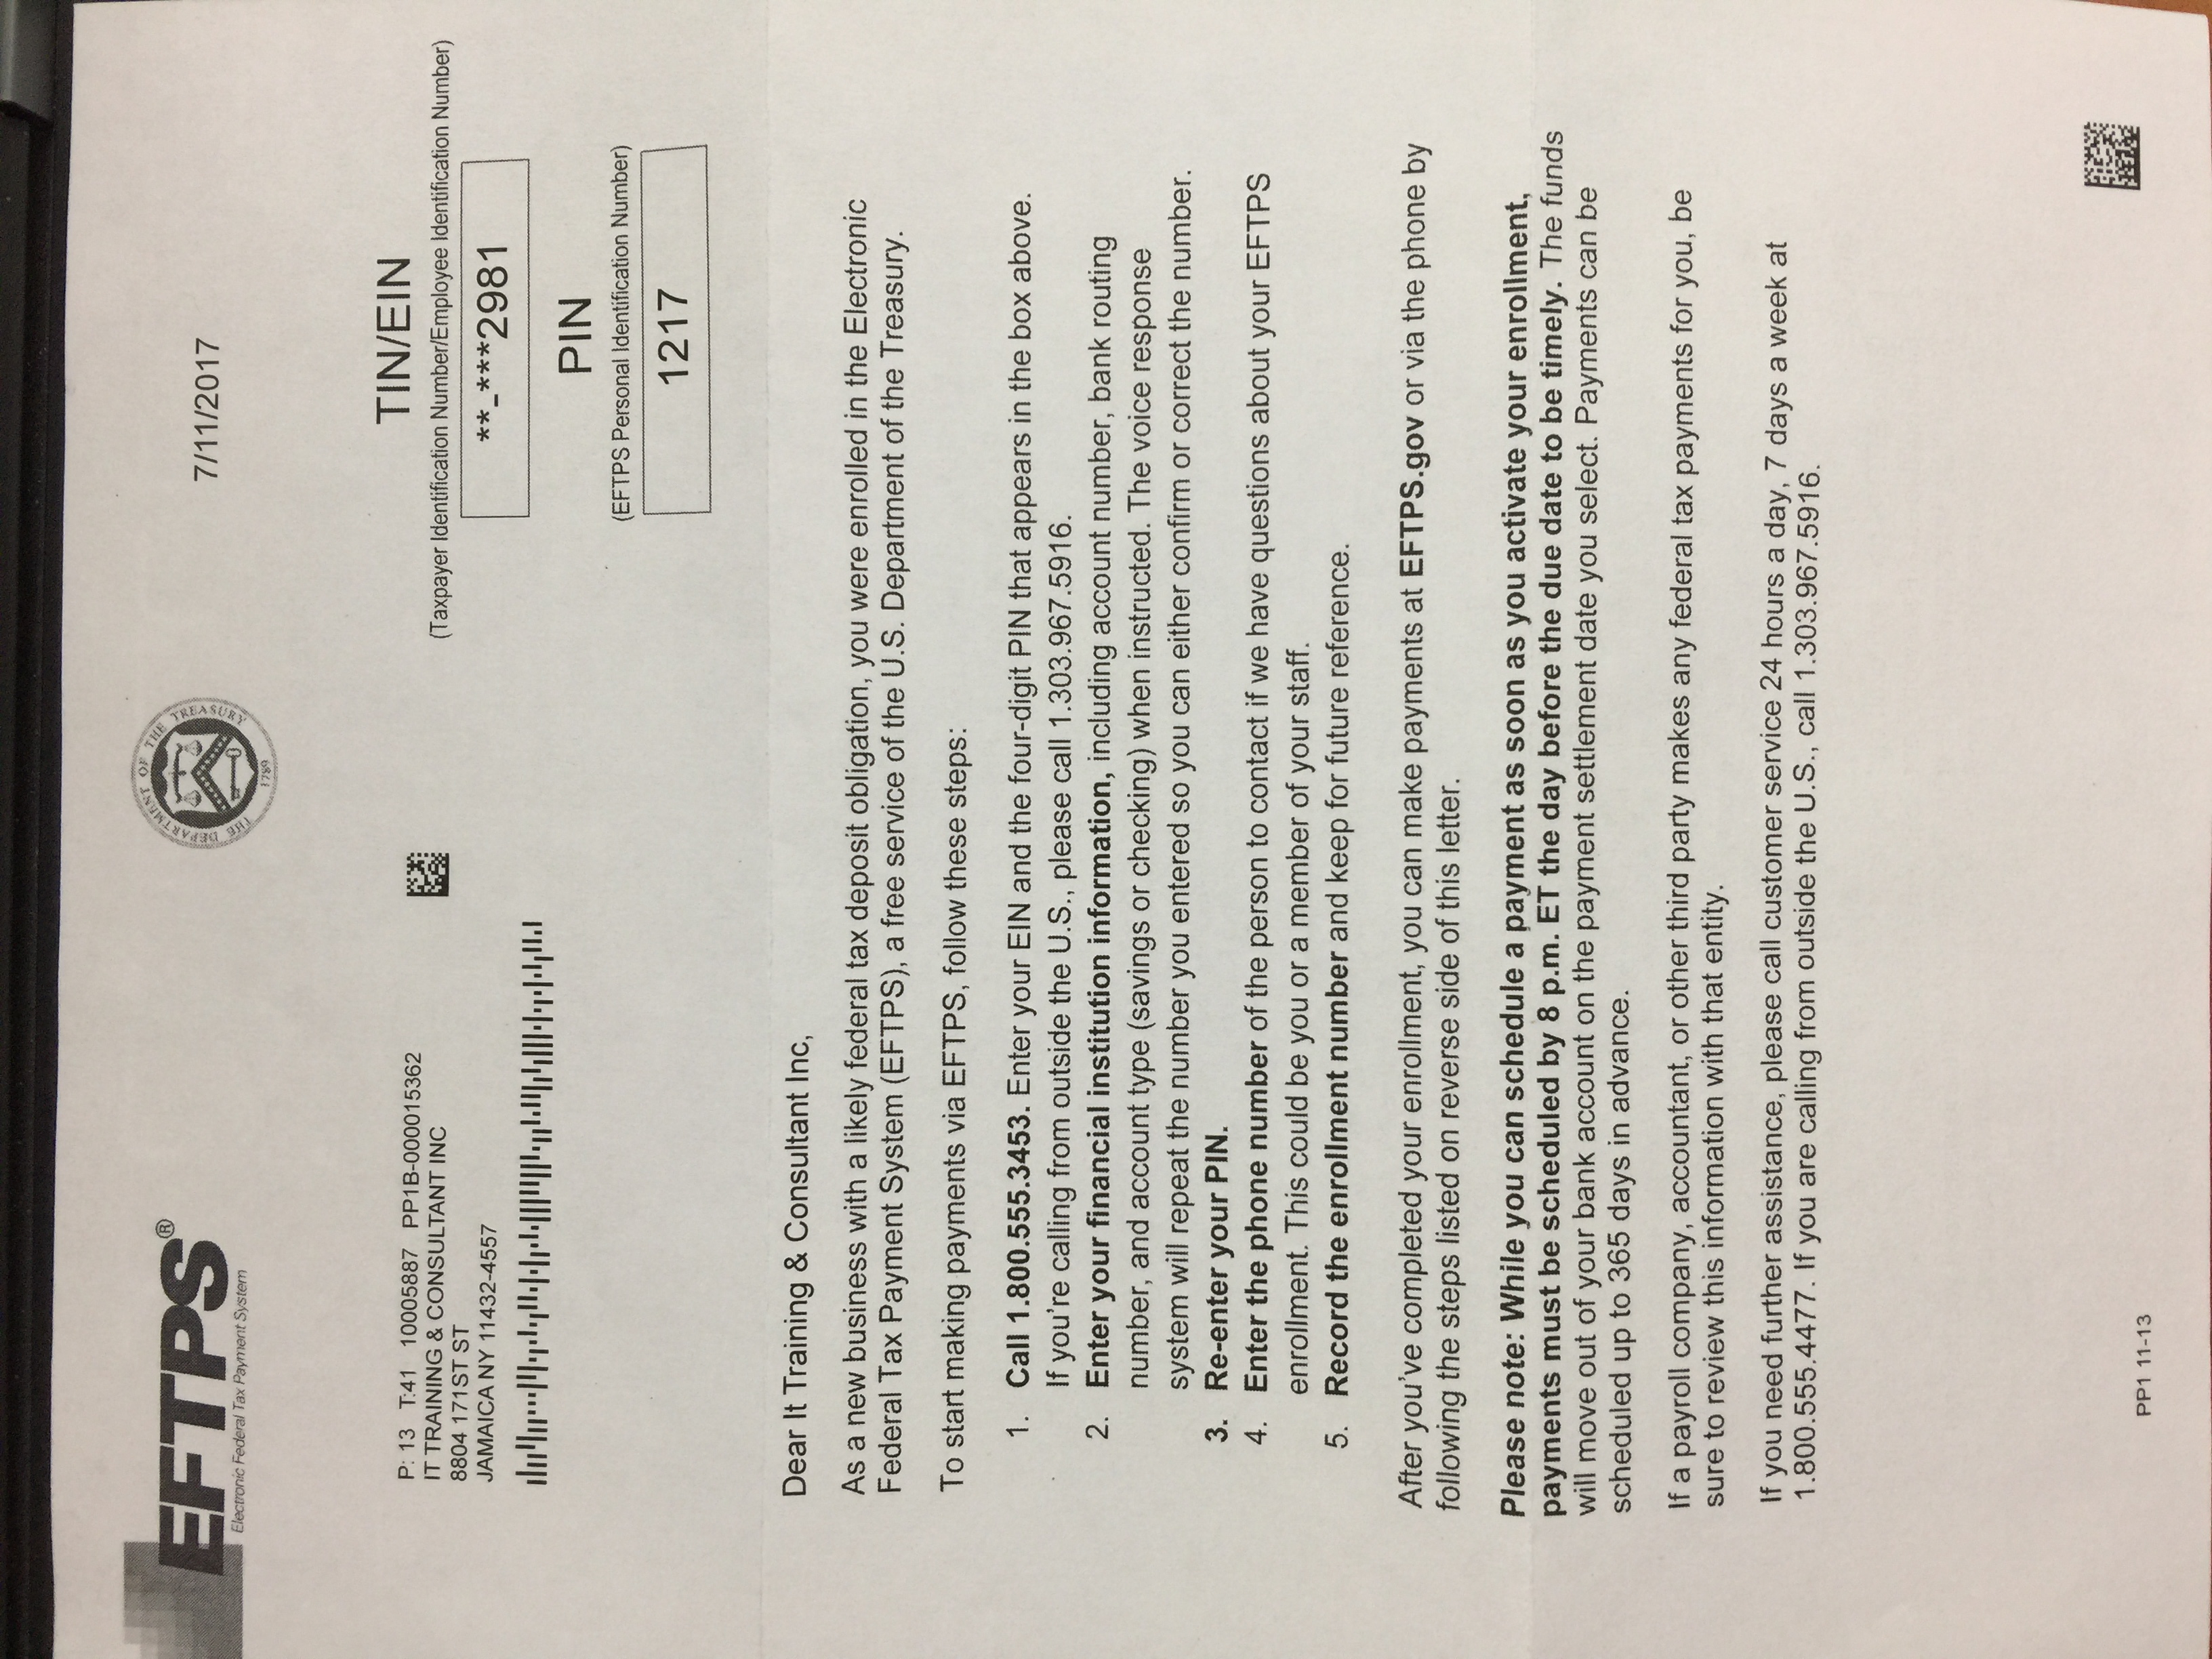 EFTPS®
Electronic Federal Tax Payment System
THE DEPARTMENT OF THE TREASURY
1789
7/11/2017
P: 13 T:41 10005887 PP1B-000015362
IT TRAINING & CONSULTANT INC
8804 171ST ST
JAMAICA NY 11432-4557
TIN/EIN
(Taxpayer Identification Number/Employee Identification Number)
**-***2981
PIN
(EFTPS Personal Identification Number)
1217
Dear It Training & Consultant Inc,
As a new business with a likely federal tax deposit obligation, you were enrolled in the Electronic
Federal Tax Payment System (EFTPS), a free service of the U.S. Department of the Treasury.
To start making payments via EFTPS, follow these steps:
1. Call 1.800.555.3453. Enter your EIN and the four-digit PIN that appears in the box above.
If you're calling from outside the U.S., please call 1.303.967.5916.
2. Enter your financial institution information, including account number, bank routing
number, and account type (savings or checking) when instructed. The voice response
system will repeat the number you entered so you can either confirm or correct the number.
3. Re-enter your PIN.
4. Enter the phone number of the person to contact if we have questions about your EFTPS
enrollment. This could be you or a member of your staff.
5. Record the enrollment number and keep for future reference.
After you've completed your enrollment, you can make payments at EFTPS.gov or via the phone by
following the steps listed on reverse side of this letter.
Please note: While you can schedule a payment as soon as you activate your enrollment,
payments must be scheduled by 8 p.m. ET the day before the due date to be timely. The funds
will move out of your bank account on the payment settlement date you select. Payments can be
scheduled up to 365 days in advance.
If a payroll company, accountant, or other third party makes any federal tax payments for you, be
sure to review this information with that entity.
If you need further assistance, please call customer service 24 hours a day, 7 days a week at
1.800.555.4477. If you are calling from outside the U.S., call 1.303.967.5916.
PP1 11-13